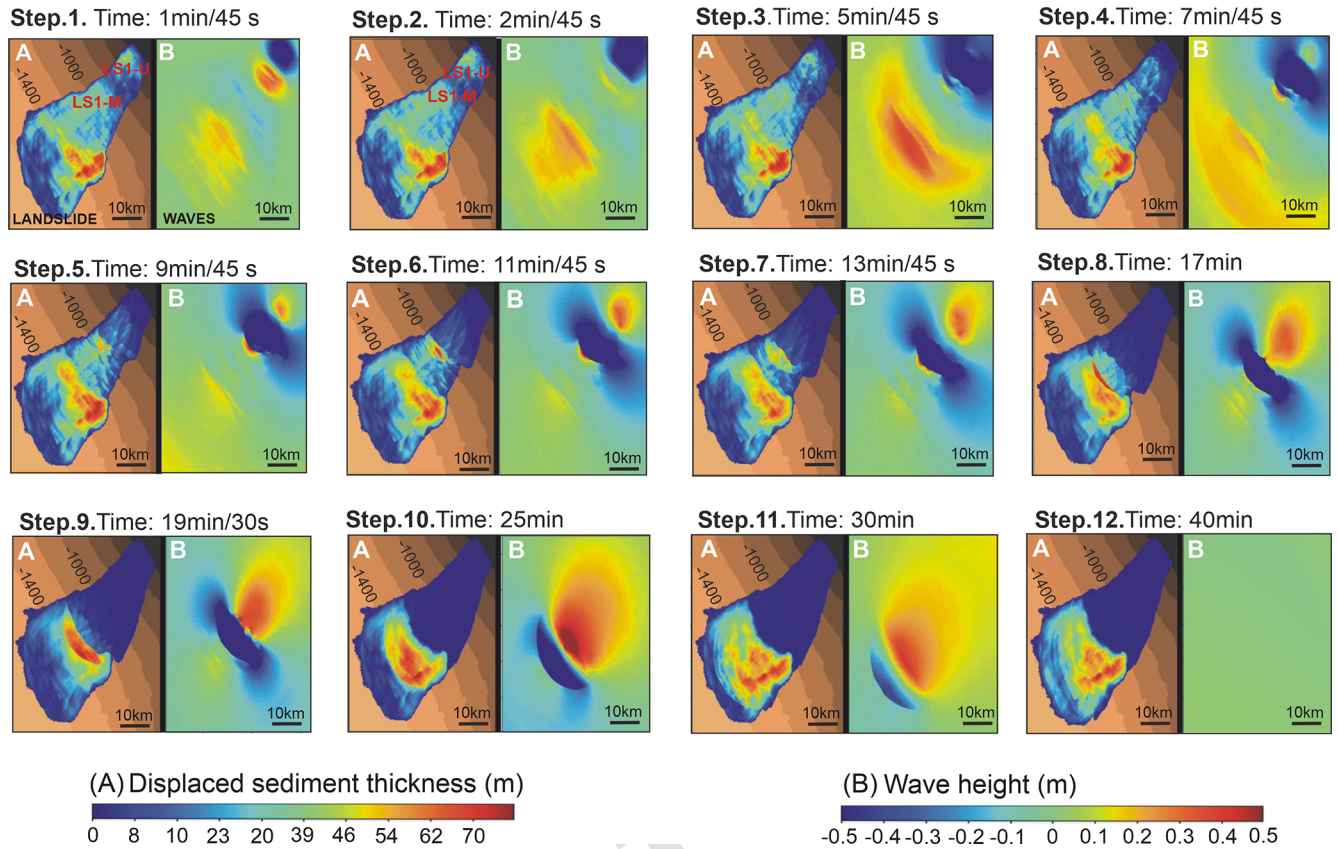 Step.1. Time: 1min/45 s
A
B
-1000
-1400
LS1-U
LS1-M
LANDSLIDE
10km
WAVES
10km
Step.2. Time: 2min/45 s
A
B
-1000
-1400
LS1-U
LS1-M
10km
10km
Step.3.Time: 5min/45 s
A
B
-1000
-1400
10km
10km
Step.4. Time: 7min/45 s
A
B
-1000
-1400
10km
10km
Step.5.Time: 9min/45 s
A
B
-1000
-1400
10km
10km
Step.6.Time: 11min/45 s
A
B
-1000
-1400
10km
10km
Step.7.Time: 13min/45 s
A
B
-1000
-1400
10km
10km
Step.8.Time: 17min
A
B
-1000
-1400
10km
10km
Step.9.Time: 19min/30s
A
B
-1000
-1400
10km
10km
Step.10.Time: 25min
A
B
-1000
-1400
10km
10km
Step.11.Time: 30min
A
B
-1000
-1400
10km
10km
Step.12.Time: 40min
A
B
-1000
-1400
10km
10km
(A) Displaced sediment thickness (m)
0 8 10 23 20 39 46 54 62 70
(B) Wave height (m)
-0.5 -0.4 -0.3 -0.2 -0.1 0 0.1 0.2 0.3 0.4 0.5